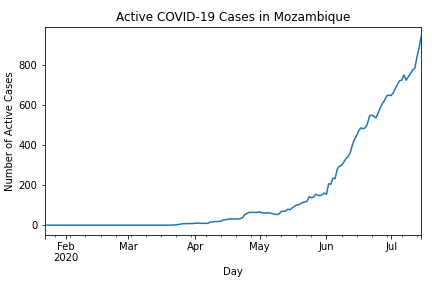 Active COVID-19 Cases in Mozambique
Number of Active Cases
800
600
400
200
0
Feb Mar Apr May Jun Jul
2020
Day